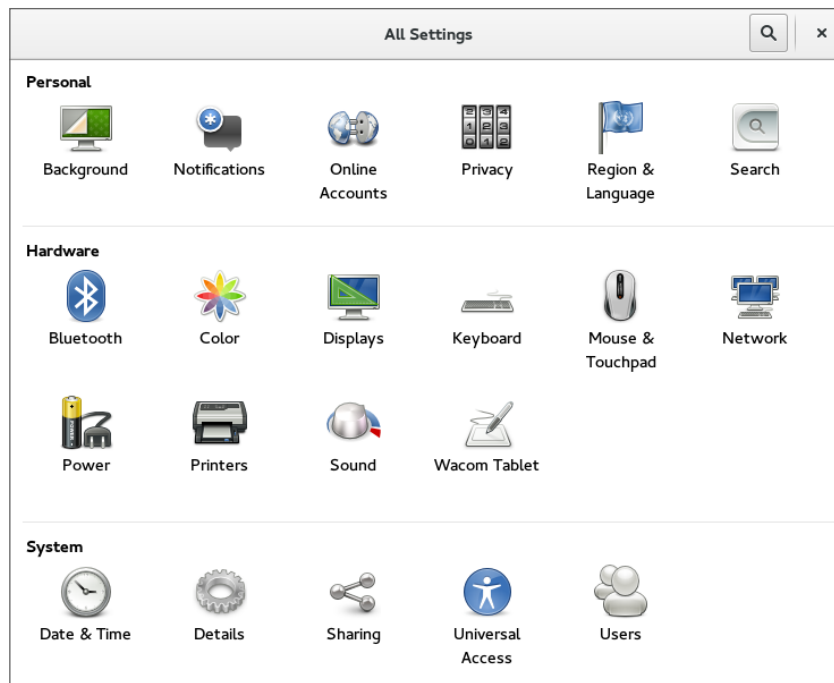 All Settings
Personal
Background
Notifications
Online
Accounts
Privacy
Region &
Language
Search
Hardware
Bluetooth
Color
Displays
Keyboard
Mouse &
Touchpad
Network
Power
Printers
Sound
Wacom Tablet
System
Date & Time
Details
Sharing
Universal
Access
Users